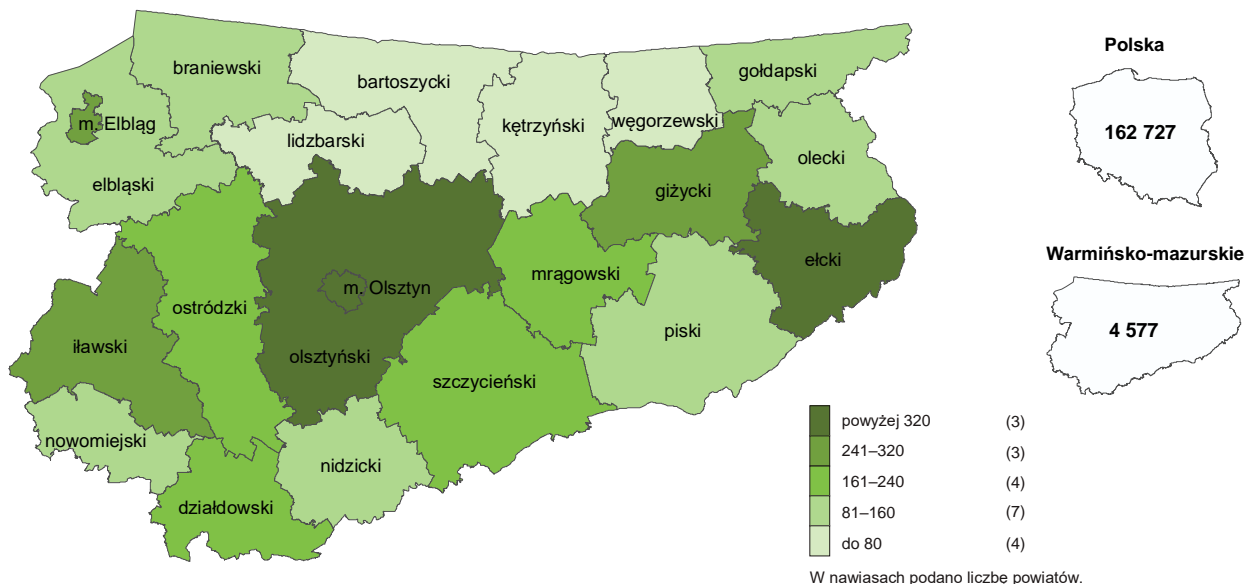 braniewski
bartoszycki
gołdapski
m. Elbląg
lidzbarski
kętrzyński
węgorzewski
olecki
elbląski
giżycki
ełcki
mrągowski
m. Olsztyn
ostródzki
piski
iławski
olsztyński
szczycieński
nowomiejski
nidzicki
działdowski
Polska
162 727
Warmińsko-mazurskie
4 577
powyżej 320 (3)
241–320 (3)
161–240 (4)
81–160 (7)
do 80 (4)
W nawiasach podano liczbę powiatów.